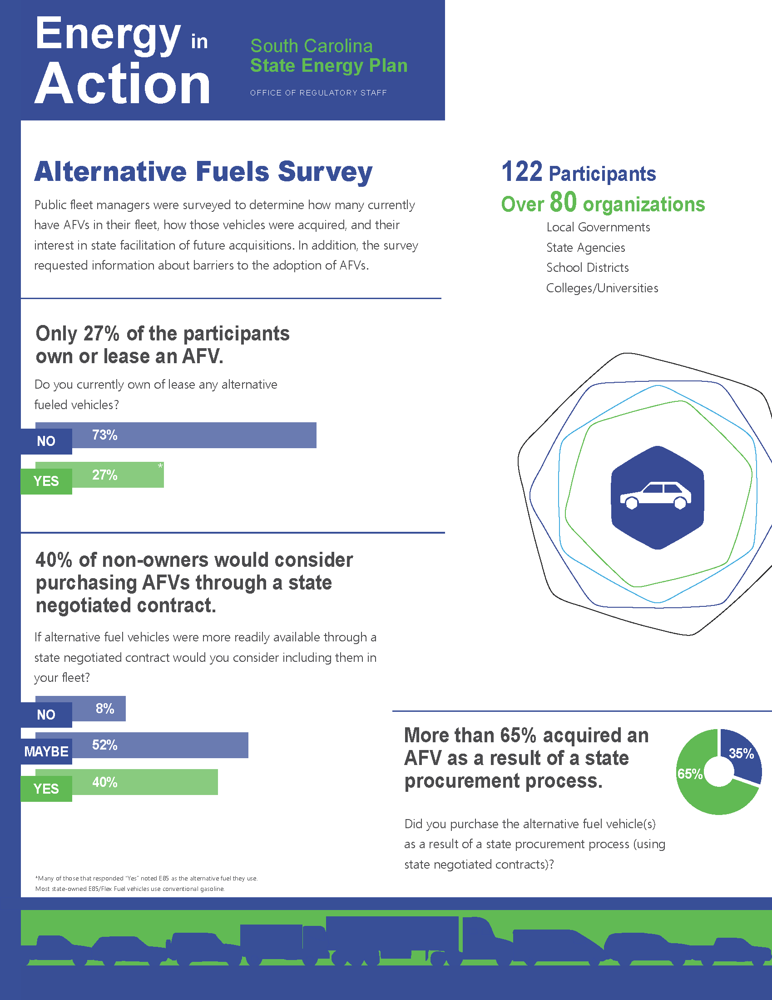 Energy in
Action
South Carolina
State Energy Plan
OFFICE OF REGULATORY STAFF
Alternative Fuels Survey
Public fleet managers were surveyed to determine how many currently
have AFVs in their fleet, how those vehicles were acquired, and their
interest in state facilitation of future acquisitions. In addition, the survey
requested information about barriers to the adoption of AFVs.
122 Participants
Over 80 organizations
Local Governments
State Agencies
School Districts
Colleges/Universities
Only 27% of the participants
own or lease an AFV.
Do you currently own of lease any alternative
fueled vehicles?
NO 73%
YES 27% *
40% of non-owners would consider
purchasing AFVs through a state
negotiated contract.
If alternative fuel vehicles were more readily available through a
state negotiated contract would you consider including them in
your fleet?
NO 8%
MAYBE 52%
YES 40%
More than 65% acquired an
AFV as a result of a state
procurement process.
35%
65%
Did you purchase the alternative fuel vehicle(s)
as a result of a state procurement process (using
state negotiated contracts)?
*Many of those that responded “Yes” noted E85 as the alternative fuel they use.
Most state-owned E85/Flex Fuel vehicles use conventional gasoline.